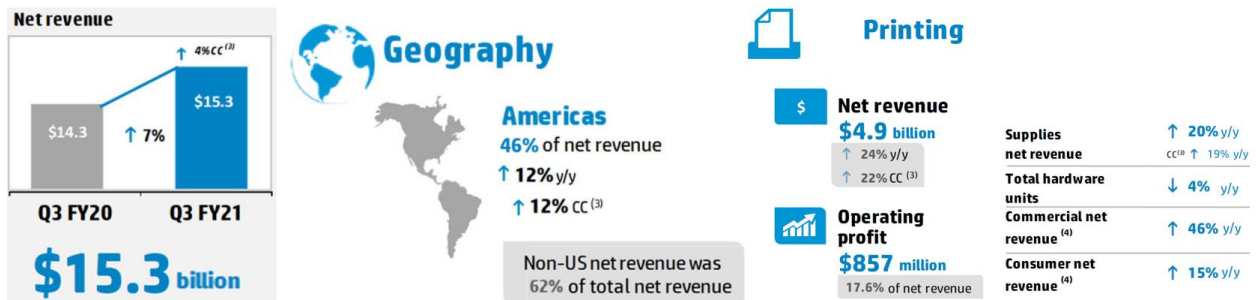 Net revenue
↑ 4%CC(3)
$14.3
$15.3
↑ 7%
Q3 FY20
Q3 FY21
$15.3 billion
Geography
Americas
46% of net revenue
↑ 12% y/y
↑ 12% CC (3)
Non-US net revenue was
62% of total net revenue
Printing
$
Net revenue
$4.9 billion
↑ 24% y/y
↑ 22% CC (3)
Operating
profit
$857 million
17.6% of net revenue
Supplies
net revenue
↑ 20% y/y
CC(3) ↑ 19% y/y
Total hardware
units
↓ 4% y/y
Commercial net
revenue (4)
↑ 46% y/y
Consumer net
revenue (4)
↑ 15% y/y